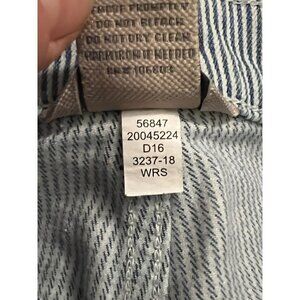 DO NOT BLEACH
DO NOT DRY CLEAN
56847
20045224
D16
3237-18
WRS